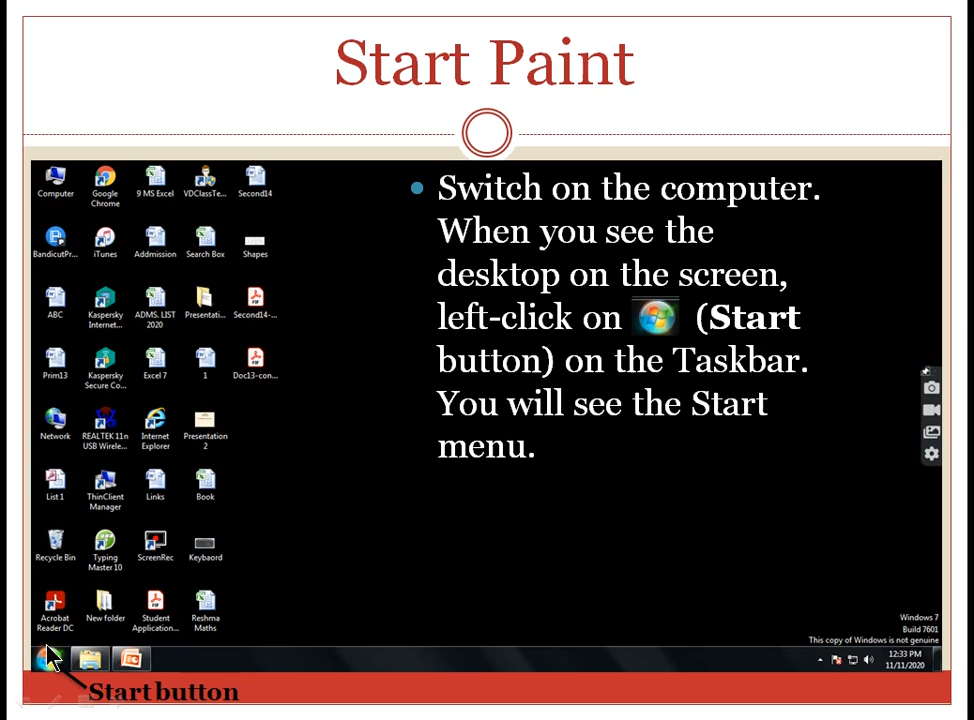 Start Paint
Switch on the computer.
When you see the
desktop on the screen,
left-click on (Start
button) on the Taskbar.
You will see the Start
menu.
Computer
Google
Chrome
9 MS Excel
VDClassTe...
Second14
BandicutPr...
iTunes
Addmission
Search Box
Shapes
ABC
Kaspersky
Internet...
ADMS. LIST
2020
Presentati...
Second14-...
Prim13
Kaspersky
Secure Co...
Excel 7
1
Doc13-con...
Network
REALTEK 11n
USB Wirele...
Internet
Explorer
Presentation
2
List 1
ThinClient
Manager
Links
Book
Recycle Bin
Typing
Master 10
ScreenRec
Keybaord
Acrobat
Reader DC
New folder
Student
Application...
Reshma
Maths
Windows 7
Build 7601
This copy of Windows is not genuine
12:33 PM
11/11/2020
Start button